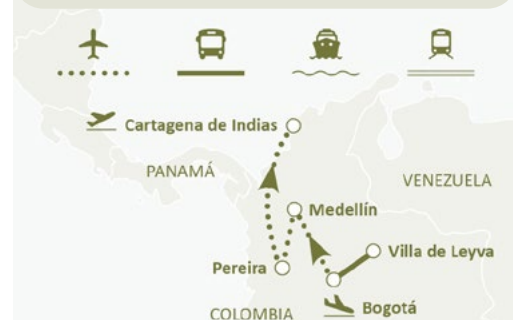 Cartagena de Indias
PANAMÁ
VENEZUELA
Medellín
Villa de Leyva
Pereira
Bogotá
COLOMBIA